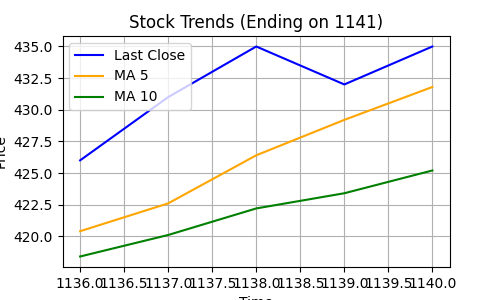 Stock Trends (Ending on 1141)
Last Close
MA 5
MA 10
435.0
432.5
430.0
427.5
425.0
422.5
420.0
Price
1136.0 1136.5 1137.0 1137.5 1138.0 1138.5 1139.0 1139.5 1140.0
Time